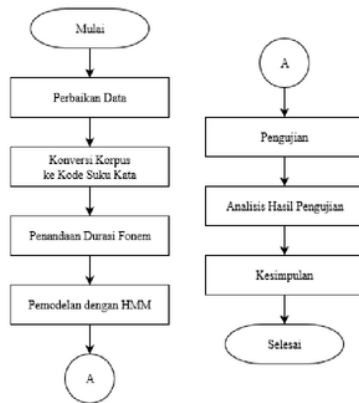 Mulai
Perbaikan Data
Konversi Korpus
ke Kode Suku Kata
Penandaan Durasi Fonem
Pemodelan dengan HMM
A
A
Pengujian
Analisis Hasil Pengujian
Kesimpulan
Selesai